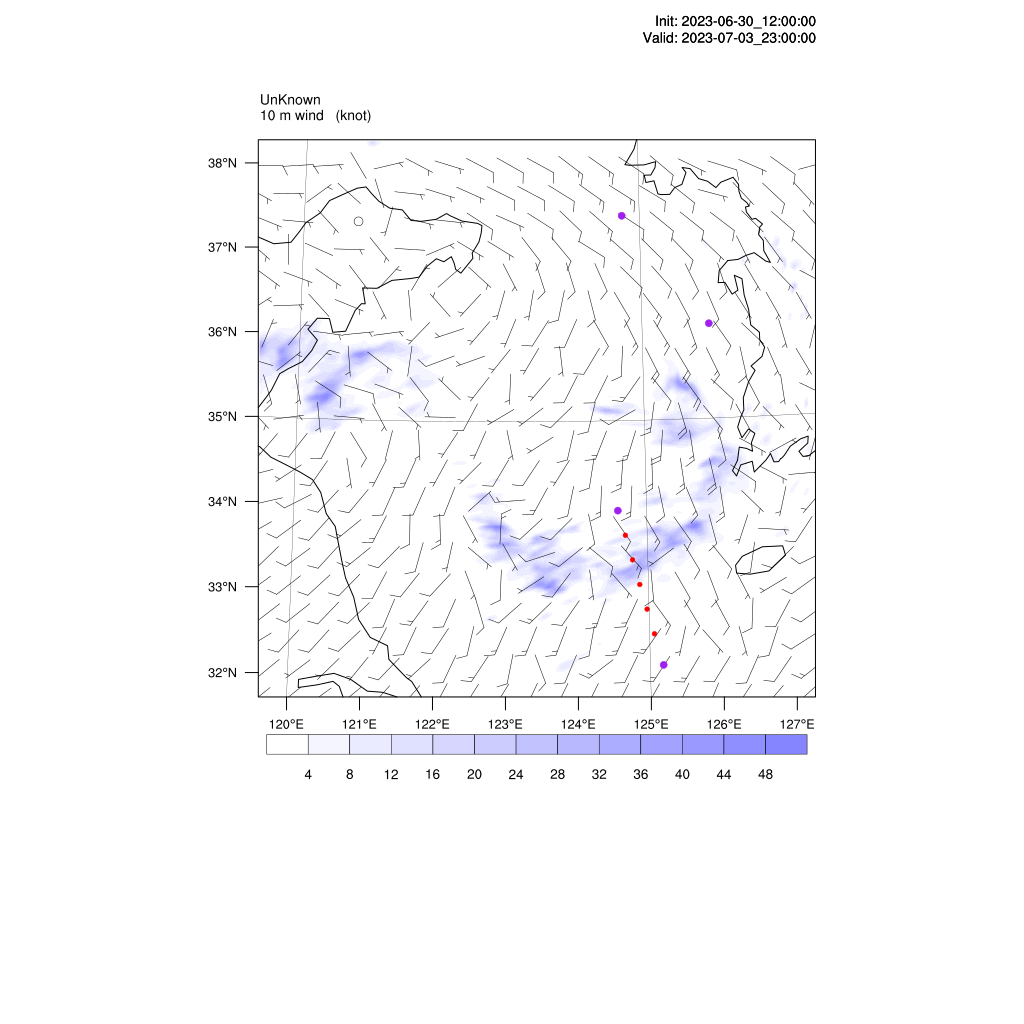 Init: 2023-06-30_12:00:00
Valid: 2023-07-03_23:00:00
UnKnown
10 m wind (knot)
38°N
37°N
36°N
35°N
34°N
33°N
32°N
120°E 121°E 122°E 123°E 124°E 125°E 126°E 127°E
4 8 12 16 20 24 28 32 36 40 44 48